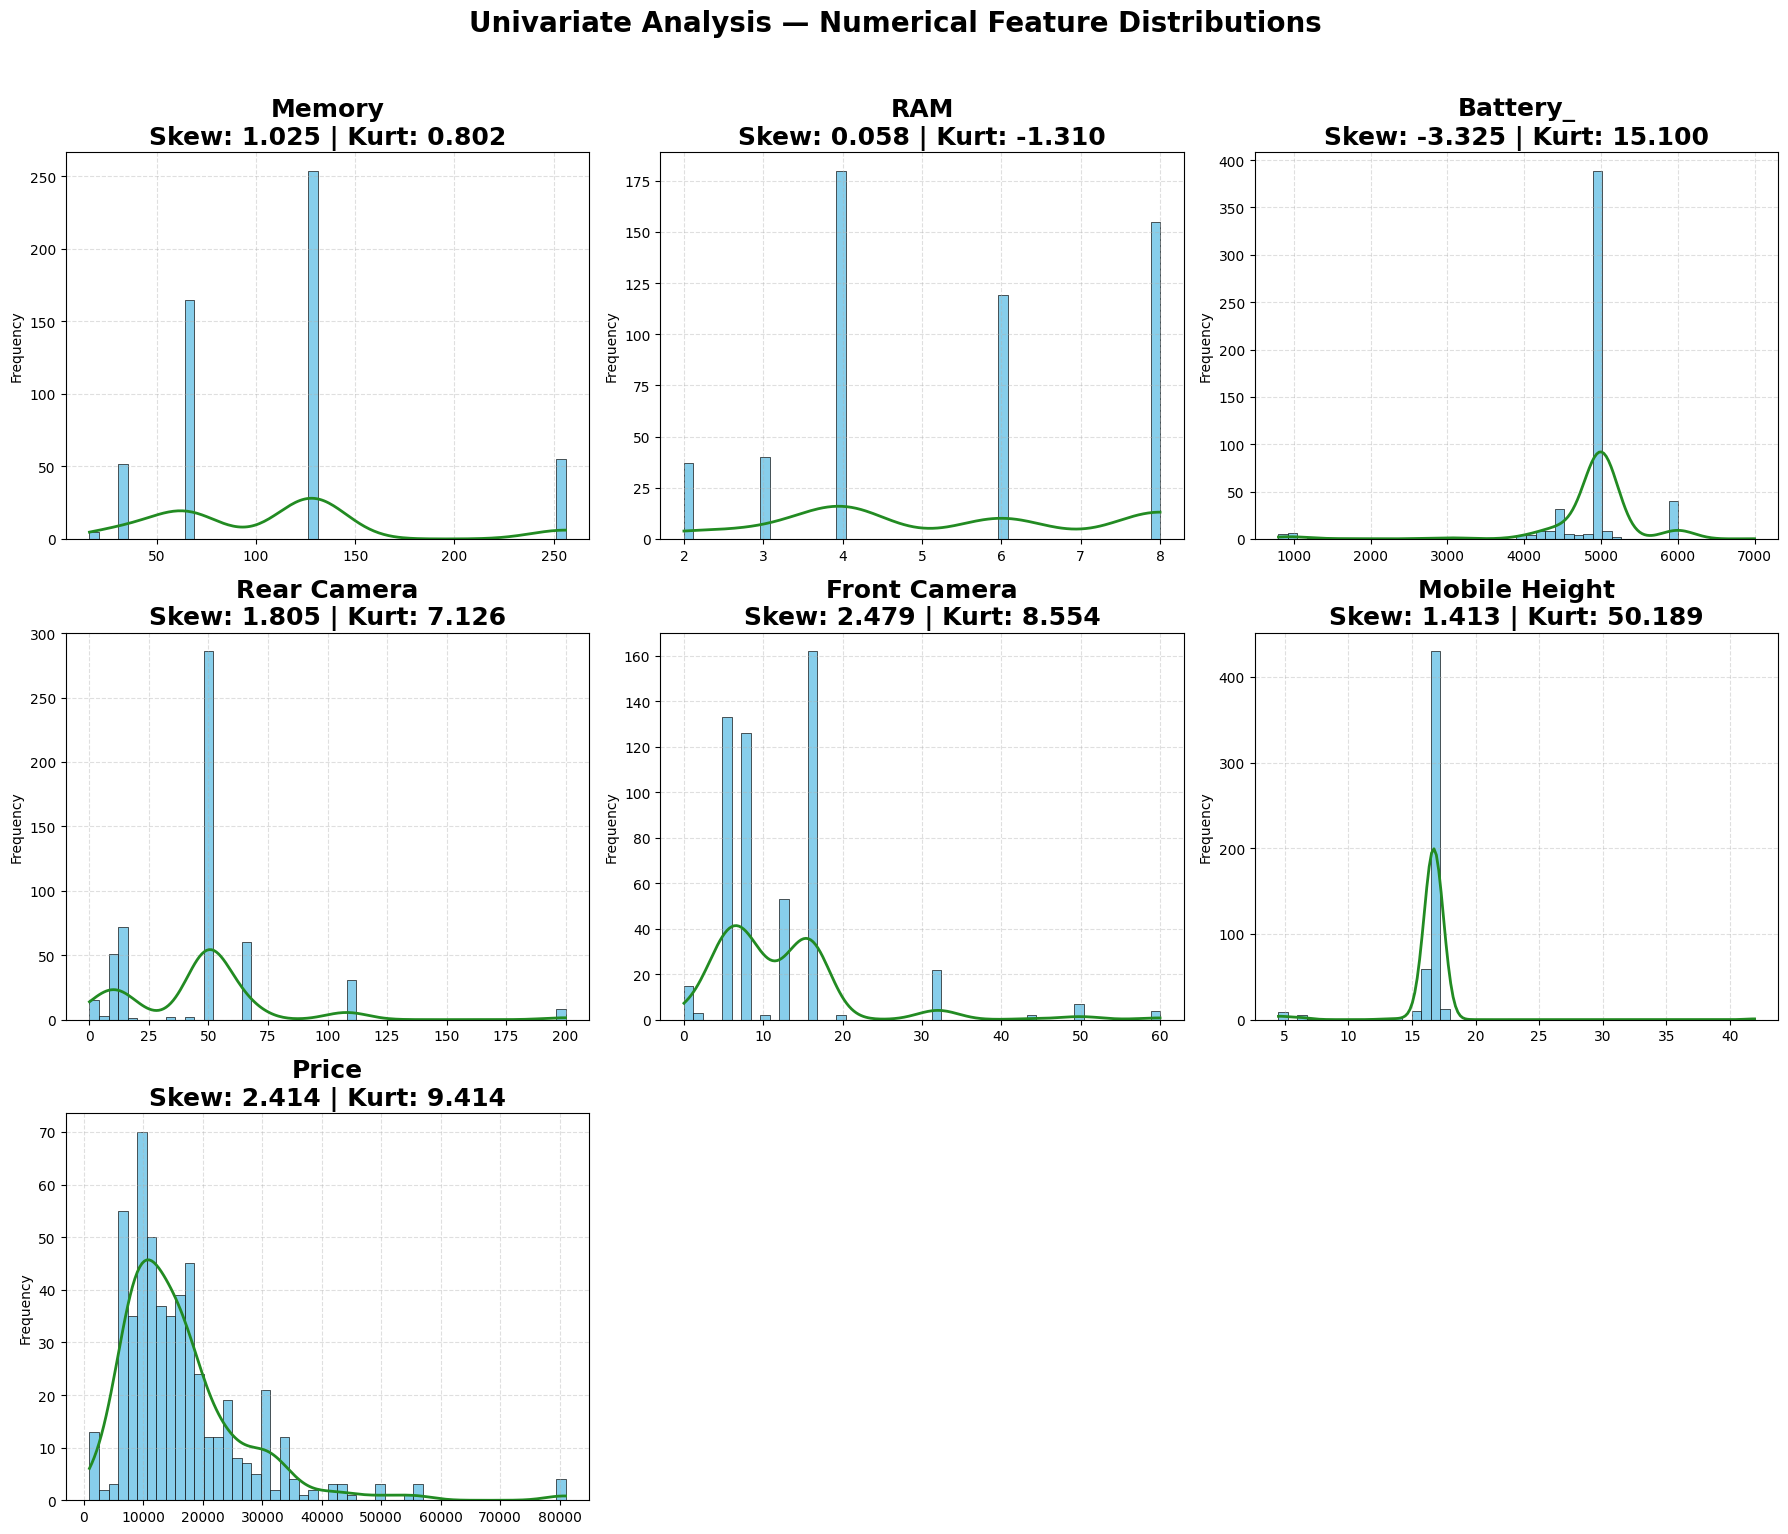 Univariate Analysis — Numerical Feature Distributions
Memory
Skew: 1.025 | Kurt: 0.802
Frequency
250
200
150
100
50
0
50 100 150 200 250
RAM
Skew: 0.058 | Kurt: -1.310
Frequency
175
150
125
100
75
50
25
0
2 3 4 5 6 7 8
Battery_
Skew: -3.325 | Kurt: 15.100
Frequency
400
350
300
250
200
150
100
50
0
1000 2000 3000 4000 5000 6000 7000
Rear Camera
Skew: 1.805 | Kurt: 7.126
Frequency
300
250
200
150
100
50
0
0 25 50 75 100 125 150 175 200
Front Camera
Skew: 2.479 | Kurt: 8.554
Frequency
160
140
120
100
80
60
40
20
0
0 10 20 30 40 50 60
Mobile Height
Skew: 1.413 | Kurt: 50.189
Frequency
400
300
200
100
0
5 10 15 20 25 30 35 40
Price
Skew: 2.414 | Kurt: 9.414
Frequency
70
60
50
40
30
20
10
0
0 10000 20000 30000 40000 50000 60000 70000 80000